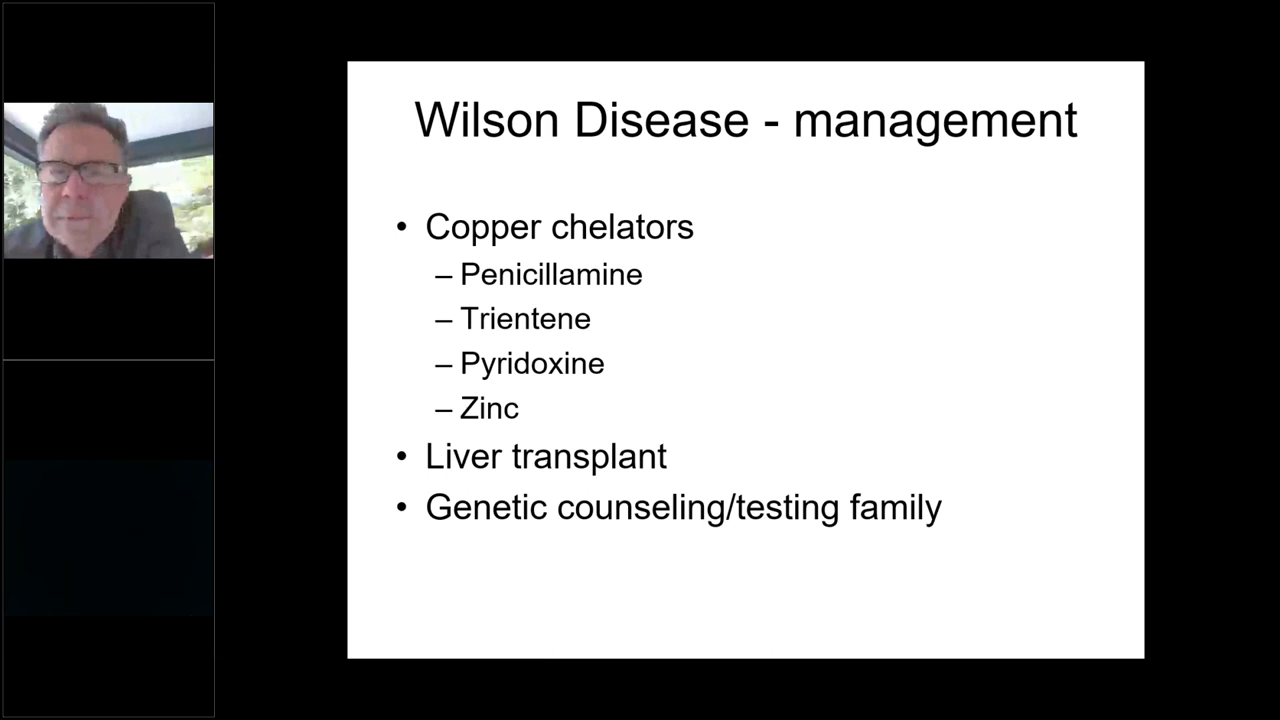 Wilson Disease - management
• Copper chelators
– Penicillamine
– Trientene
– Pyridoxine
– Zinc
• Liver transplant
• Genetic counseling/testing family